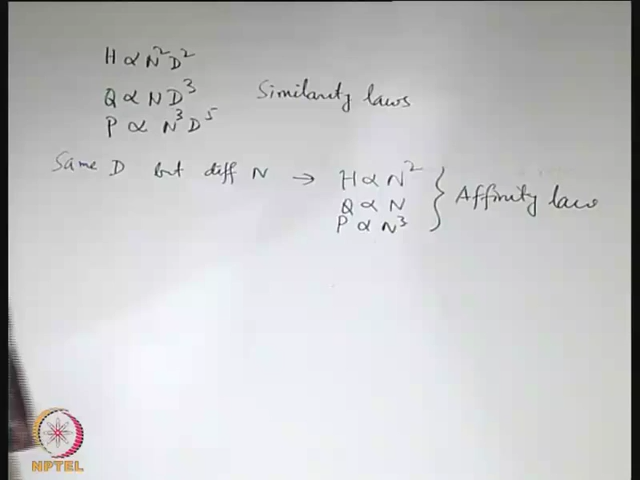 H ∝ N²D²
Q ∝ ND³ Similarity laws
P ∝ N³D⁵
Same D but diff N → H ∝ N²
Q ∝ N } Affinity laws
P ∝ N³
NPTEL